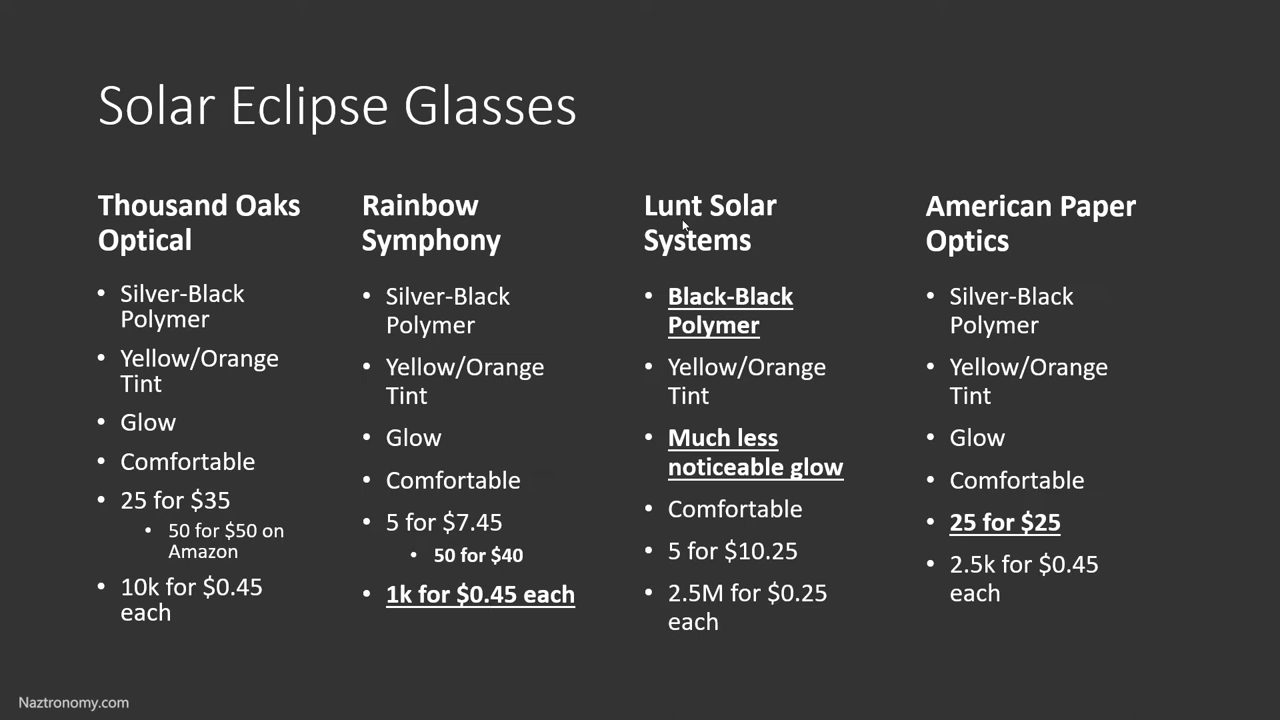 Solar Eclipse Glasses
Thousand Oaks
Optical
• Silver-Black
Polymer
• Yellow/Orange
Tint
• Glow
• Comfortable
• 25 for $35
• 50 for $50 on
Amazon
• 10k for $0.45
each
Rainbow
Symphony
• Silver-Black
Polymer
• Yellow/Orange
Tint
• Glow
• Comfortable
• 5 for $7.45
• 50 for $40
• 1k for $0.45 each
Lunt Solar
Systems
• Black-Black
Polymer
• Yellow/Orange
Tint
• Much less
noticeable glow
• Comfortable
• 5 for $10.25
• 2.5M for $0.25
each
American Paper
Optics
• Silver-Black
Polymer
• Yellow/Orange
Tint
• Glow
• Comfortable
• 25 for $25
• 2.5k for $0.45
each
Naztronomy.com